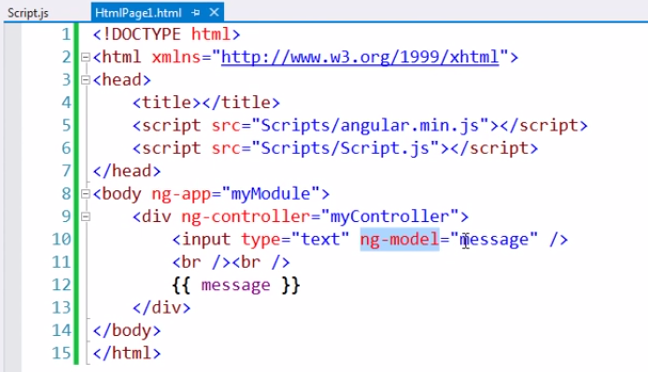 Script.js HtmlPage1.html
1 <!DOCTYPE html>
2 <html xmlns="http://www.w3.org/1999/xhtml">
3 <head>
4 <title></title>
5 <script src="Scripts/angular.min.js"></script>
6 <script src="Scripts/Script.js"></script>
7 </head>
8 <body ng-app="myModule">
9 <div ng-controller="myController">
10 <input type="text" ng-model="message" />
11 <br /><br />
12 {{ message }}
13 </div>
14 </body>
15 </html>